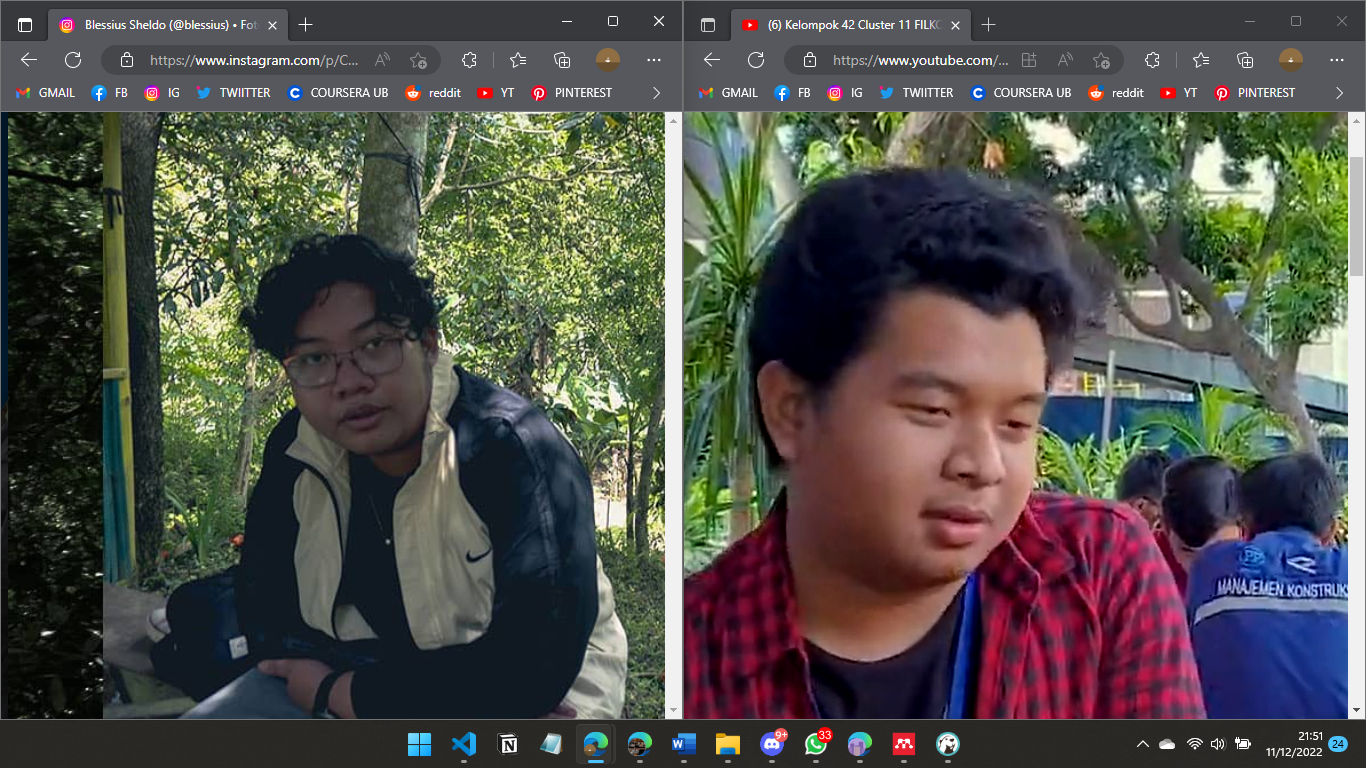 Blessius Sheldo (@blessius) • Fot
https://www.instagram.com/p/C...
GMAIL FB IG TWIITTER COURSERA UB reddit YT PINTEREST
(6) Kelompok 42 Cluster 11 FILKO
https://www.youtube.com/...
GMAIL FB IG TWIITTER COURSERA UB reddit YT PINTEREST
PP
MANAJEMEN KONSTRUK
9+
33
21:51
11/12/2022
24